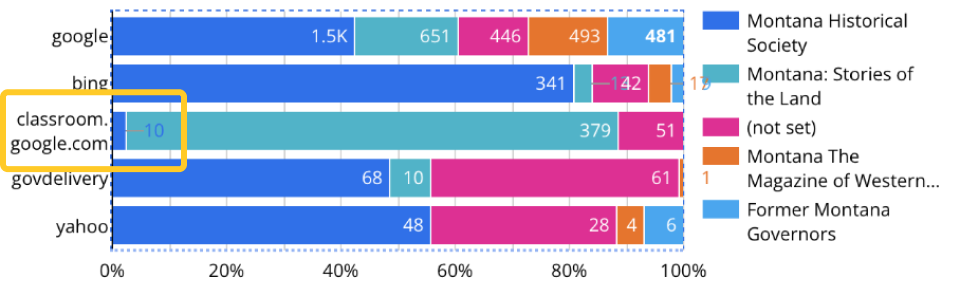 google 1.5K 651 446 493 481
bing 341 42
classroom.
google.com 10 379 51
govdelivery 68 10 61 1
yahoo 48 28 4 6
0% 20% 40% 60% 80% 100%
Montana Historical
Society
Montana: Stories of
the Land
(not set)
Montana The
Magazine of Western...
Former Montana
Governors